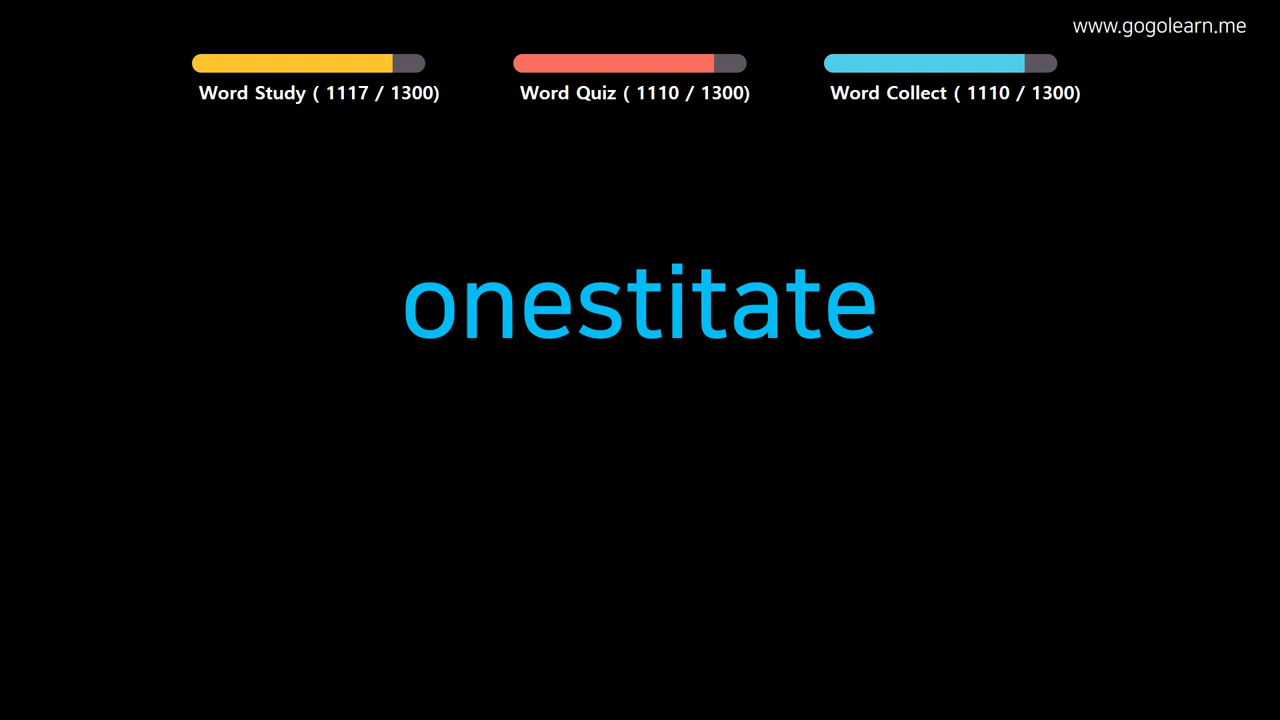 www.gogolearn.me
Word Study ( 1117 / 1300)
Word Quiz ( 1110 / 1300)
Word Collect ( 1110 / 1300)
onestitate